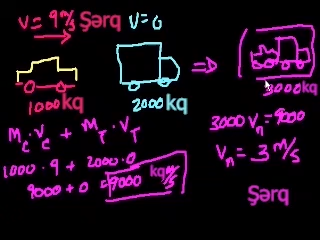 V = 9 m/s Şərq V = 0
1000 kq
2000 kq
3000 kq
M_C · V_C + M_T · V_T
1000 · 9 + 2000 · 0
9000 + 0 = 9000 kq m/s
3000 V_n = 9000
V_n = 3 m/s
Şərq